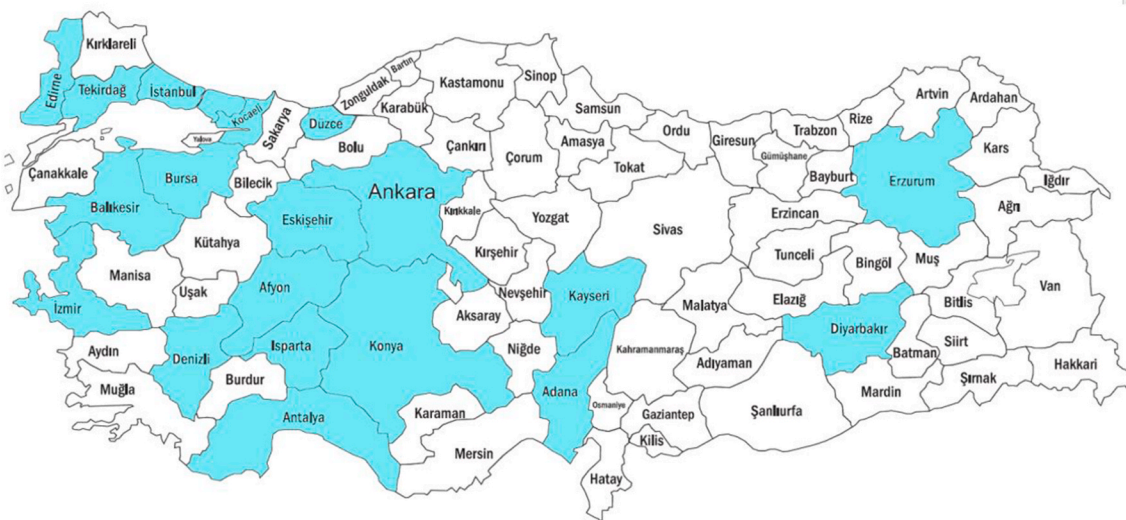 Kırklareli
Edirne
Tekirdağ
İstanbul
Kocaeli
Yalova
Sakarya
Düzce
Zonguldak
Bartın
Karabük
Kastamonu
Sinop
Samsun
Bolu
Çankırı
Çorum
Amasya
Ordu
Tokat
Giresun
Trabzon
Gümüşhane
Bayburt
Rize
Artvin
Ardahan
Kars
Erzurum
Iğdır
Ağrı
Çanakkale
Balıkesir
Bursa
Bilecik
Eskişehir
Ankara
Kırıkkale
Yozgat
Sivas
Erzincan
Tunceli
Bingöl
Muş
Van
Bitlis
Kütahya
Manisa
Uşak
Afyon
Kırşehir
Nevşehir
Kayseri
Malatya
Elazığ
Diyarbakır
Batman
Siirt
Hakkari
Şırnak
Mardin
İzmir
Aydın
Denizli
Isparta
Konya
Aksaray
Niğde
Kahramanmaraş
Adıyaman
Şanlıurfa
Muğla
Burdur
Antalya
Karaman
Mersin
Adana
Osmaniye
Gaziantep
Kilis
Hatay